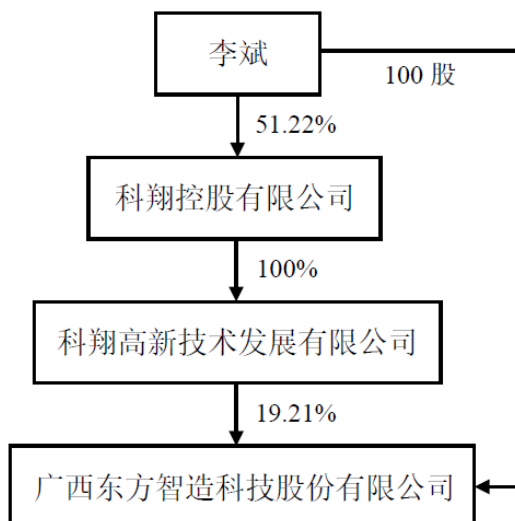 李斌
100 股
51.22%
科翔控股有限公司
100%
科翔高新技术发展有限公司
19.21%
广西东方智造科技股份有限公司